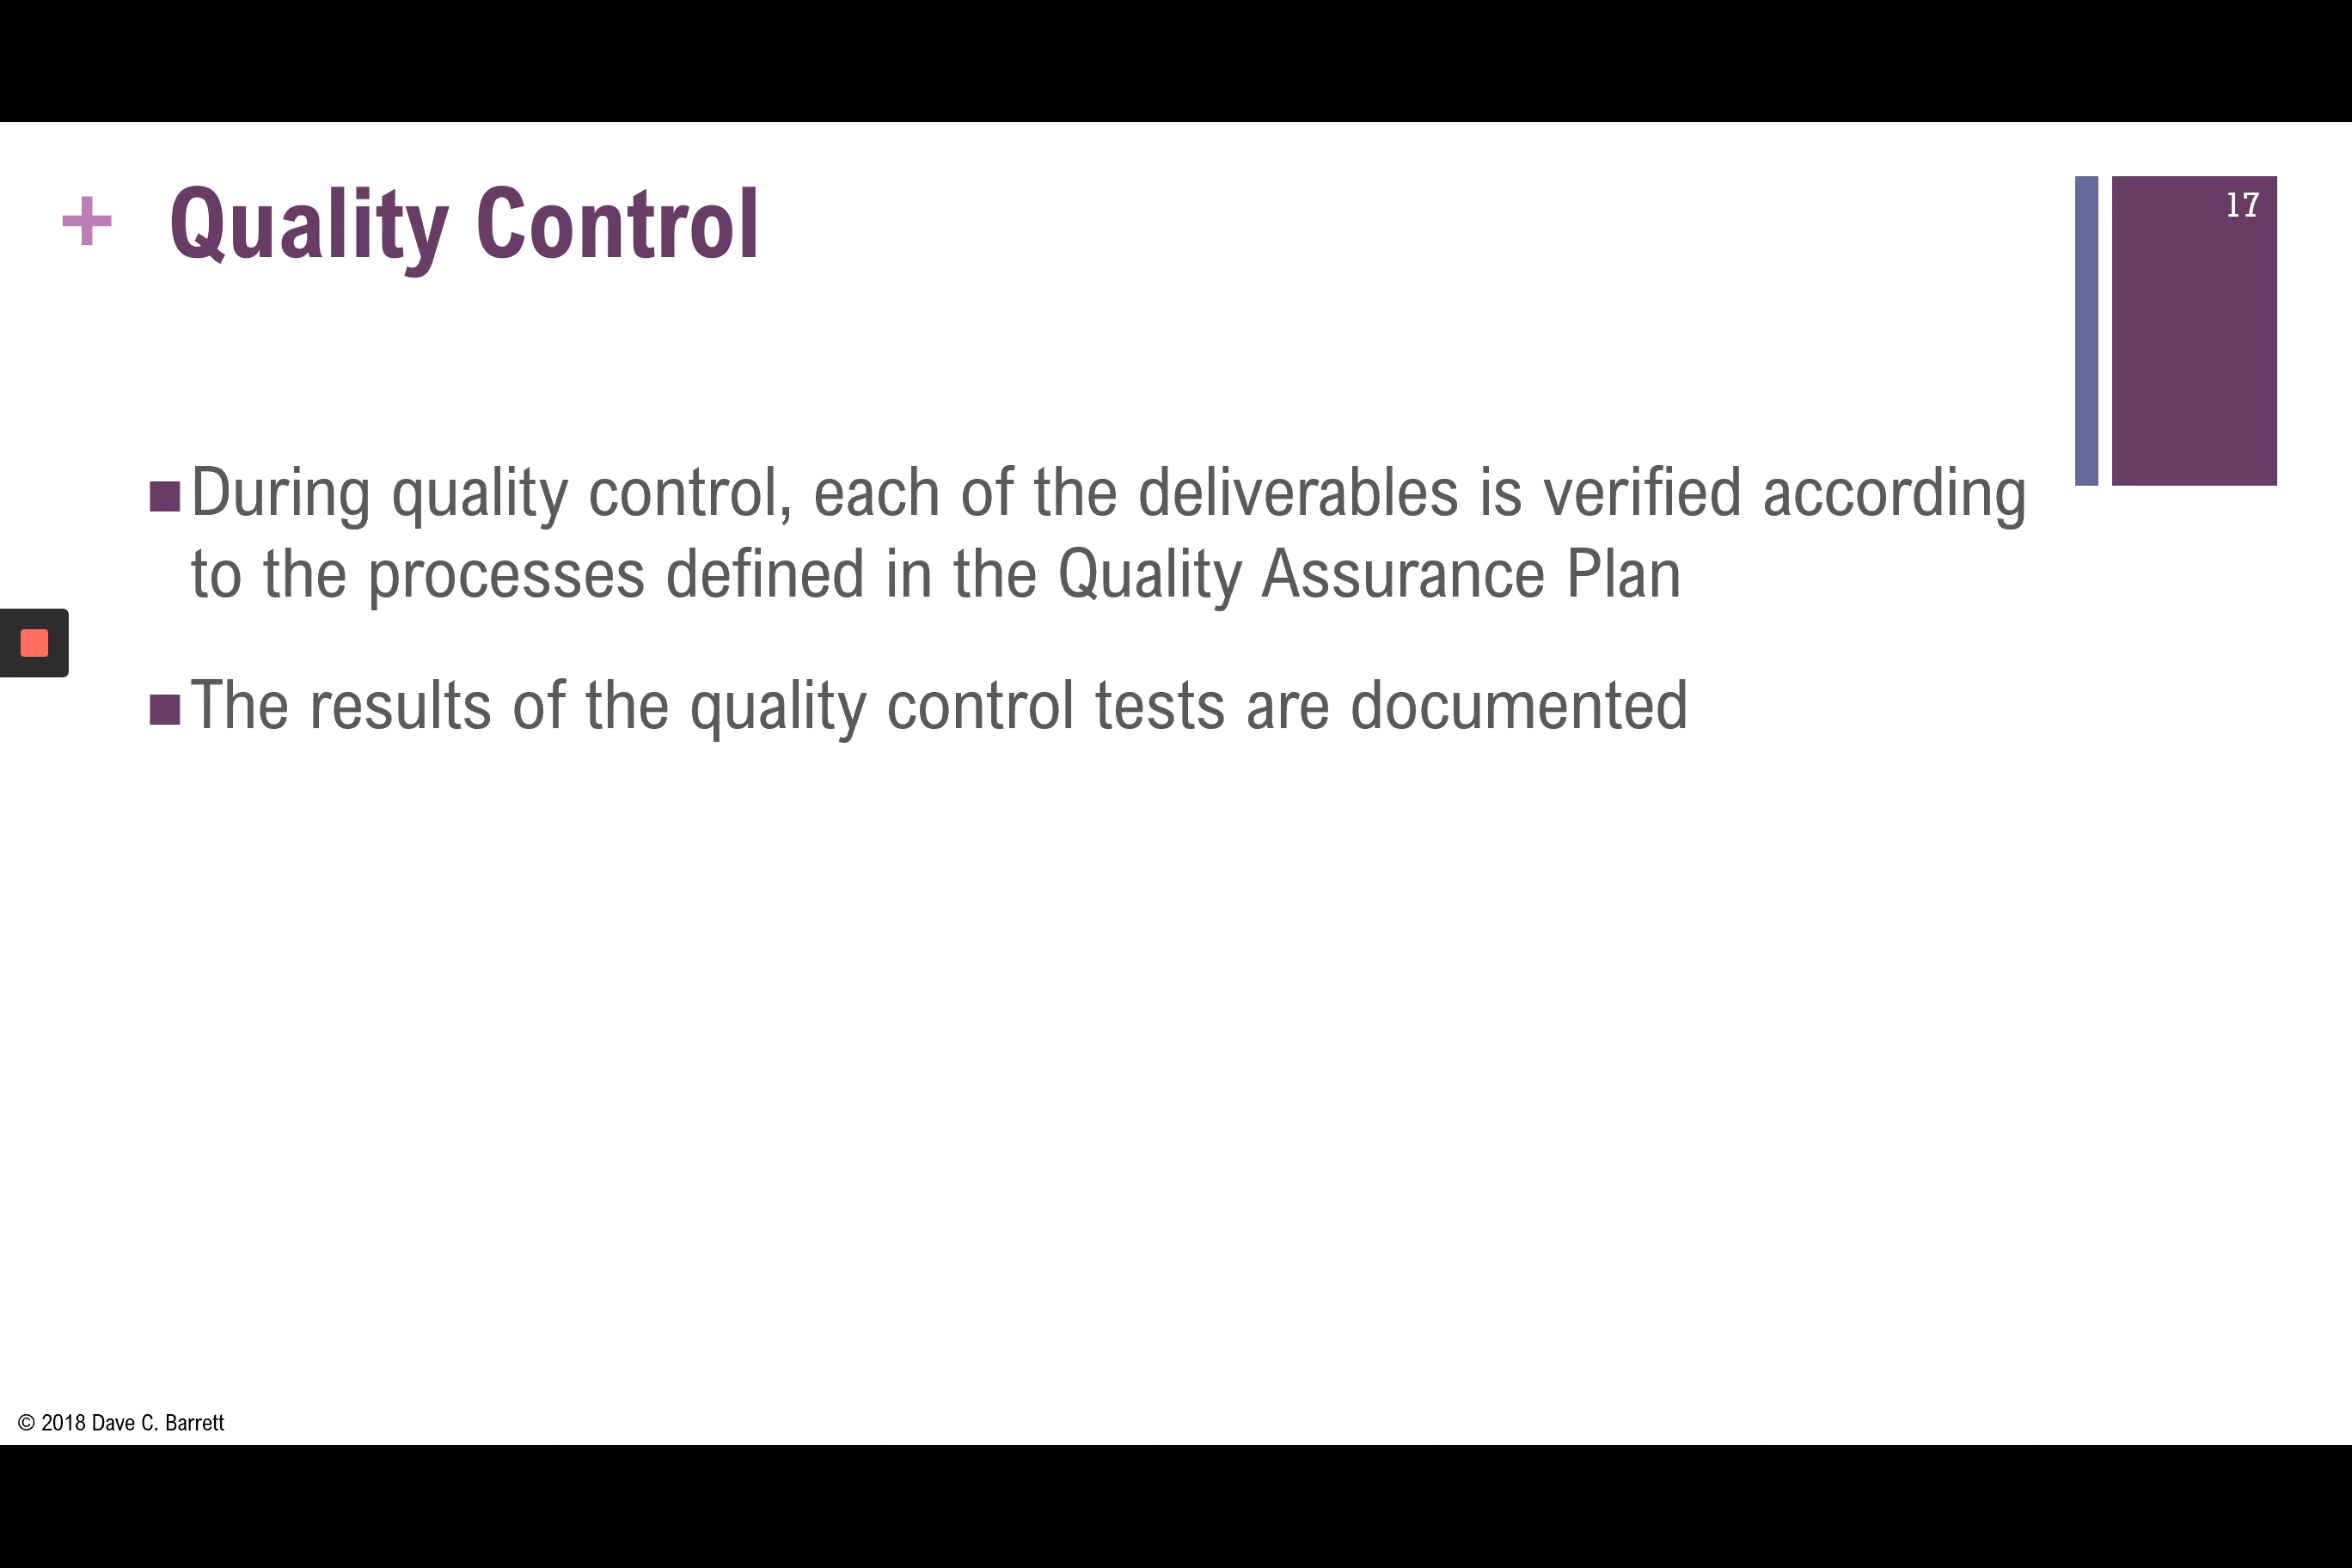 + Quality Control
17
■ During quality control, each of the deliverables is verified according
to the processes defined in the Quality Assurance Plan
■ The results of the quality control tests are documented
© 2018 Dave C. Barrett